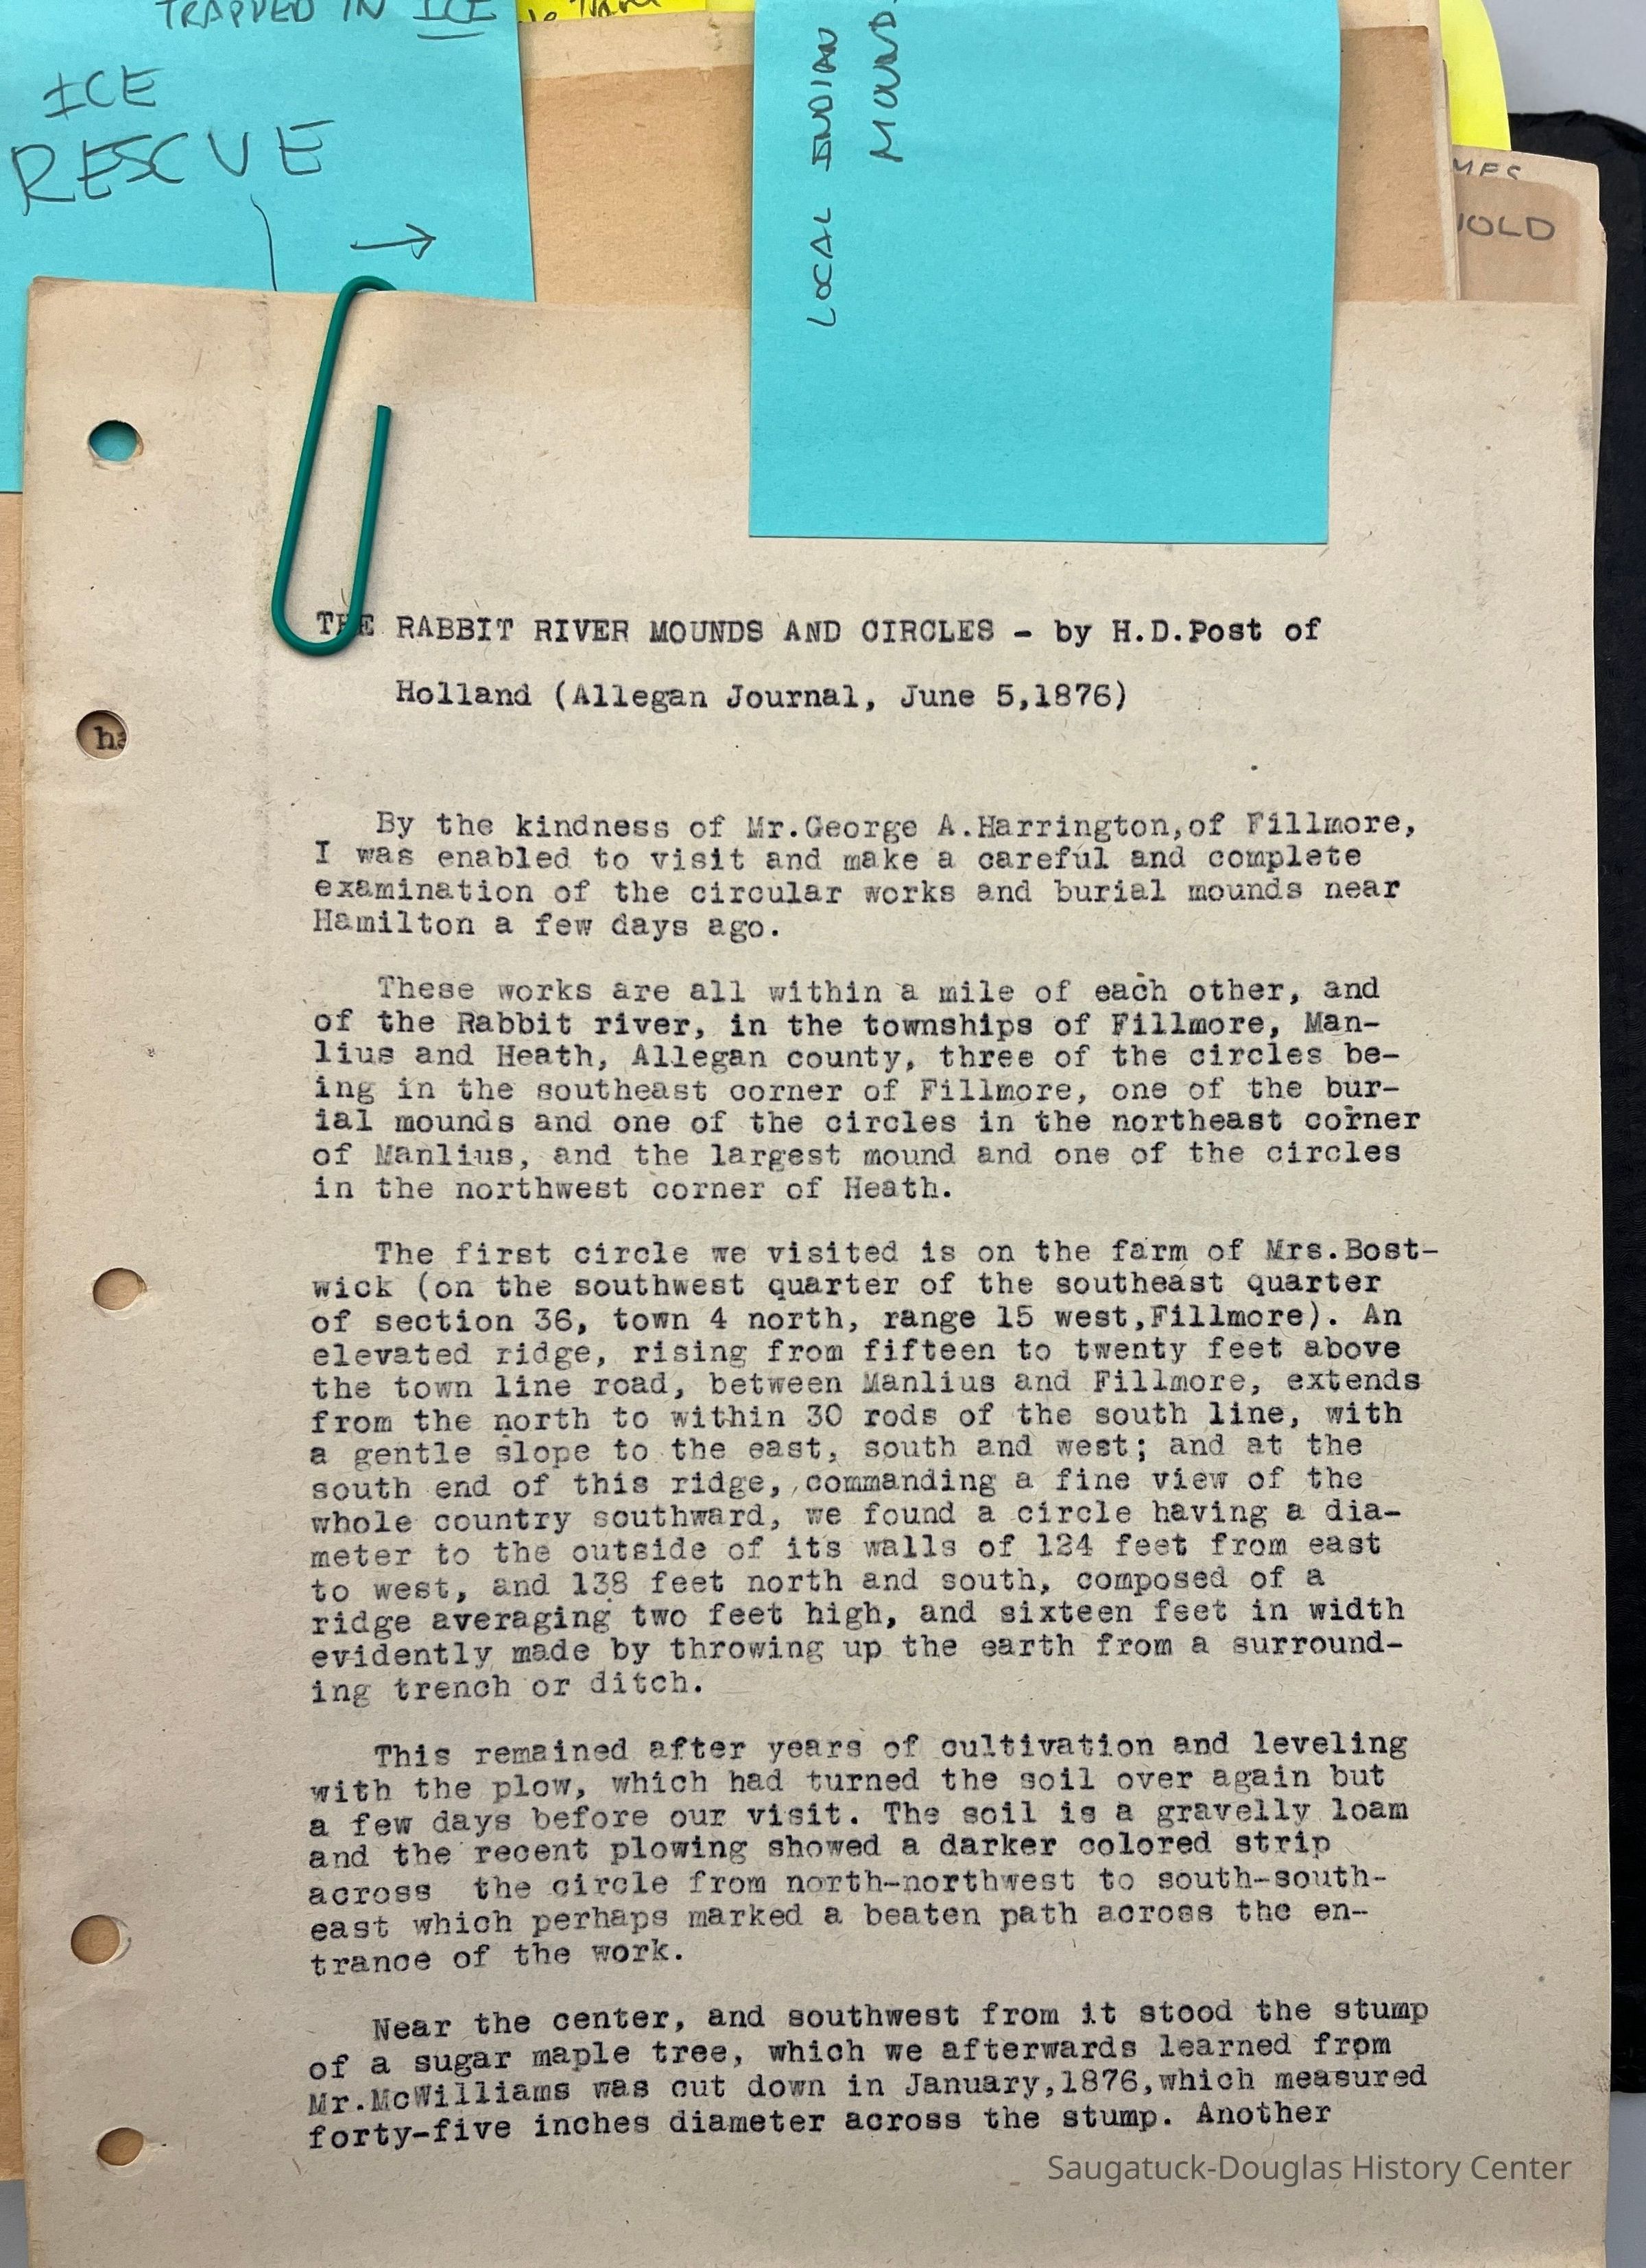 TRAPPED IN ICE
ICE
RESCUE
LOCAL INDIAN
MOUND
MES
NOLD
THE RABBIT RIVER MOUNDS AND CIRCLES - by H.D.Post of
Holland (Allegan Journal, June 5,1876)
ha
By the kindness of Mr.George A.Harrington,of Fillmore,
I was enabled to visit and make a careful and complete
examination of the circular works and burial mounds near
Hamilton a few days ago.
These works are all within a mile of each other, and
of the Rabbit river, in the townships of Fillmore, Man-
lius and Heath, Allegan county, three of the circles be-
ing in the southeast corner of Fillmore, one of the bur-
ial mounds and one of the circles in the northeast corner
of Manlius, and the largest mound and one of the circles
in the northwest corner of Heath.
The first circle we visited is on the farm of Mrs.Bost-
wick (on the southwest quarter of the southeast quarter
of section 36, town 4 north, range 15 west,Fillmore). An
elevated ridge, rising from fifteen to twenty feet above
the town line road, between Manlius and Fillmore, extends
from the north to within 30 rods of the south line, with
a gentle slope to the east, south and west; and at the
south end of this ridge, commanding a fine view of the
whole country southward, we found a circle having a dia-
meter to the outside of its walls of 124 feet from east
to west, and 138 feet north and south, composed of a
ridge averaging two feet high, and sixteen feet in width
evidently made by throwing up the earth from a surround-
ing trench or ditch.
This remained after years of cultivation and leveling
with the plow, which had turned the soil over again but
a few days before our visit. The soil is a gravelly loam
and the recent plowing showed a darker colored strip
across the circle from north-northwest to south-south-
east which perhaps marked a beaten path across the en-
trance of the work.
Near the center, and southwest from it stood the stump
of a sugar maple tree, which we afterwards learned from
Mr.McWilliams was cut down in January,1876,which measured
forty-five inches diameter across the stump. Another
Saugatuck-Douglas History Center